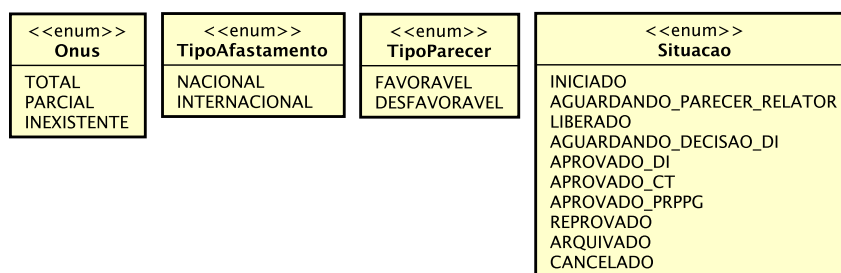 <<enum>>
Onus
TOTAL
PARCIAL
INEXISTENTE
<<enum>>
TipoAfastamento
NACIONAL
INTERNACIONAL
<<enum>>
TipoParecer
FAVORAVEL
DESFAVORAVEL
<<enum>>
Situacao
INICIADO
AGUARDANDO_PARECER_RELATOR
LIBERADO
AGUARDANDO_DECISAO_DI
APROVADO_DI
APROVADO_CT
APROVADO_PRPPG
REPROVADO
ARQUIVADO
CANCELADO